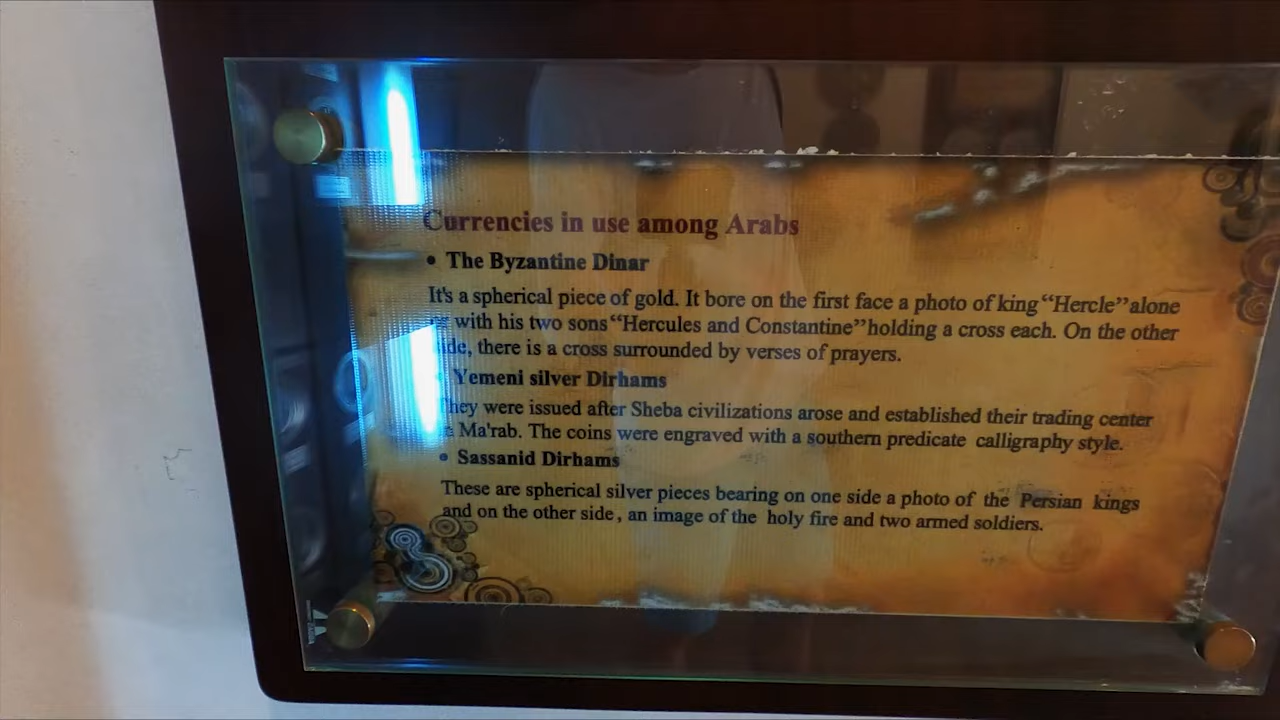 Currencies in use among Arabs
• The Byzantine Dinar
It's a spherical piece of gold. It bore on the first face a photo of king “Hercle” alone
or with his two sons “Hercules and Constantine” holding a cross each. On the other
side, there is a cross surrounded by verses of prayers.
• Yemeni silver Dirhams
They were issued after Sheba civilizations arose and established their trading center
Ma'rab. The coins were engraved with a southern predicate calligraphy style.
• Sassanid Dirhams
These are spherical silver pieces bearing on one side a photo of the Persian kings
and on the other side, an image of the holy fire and two armed soldiers.